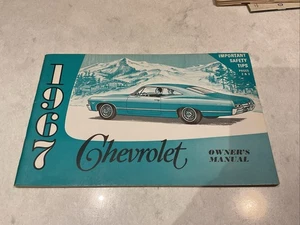 1967
IMPORTANT
SAFETY
TIPS
Chevrolet
OWNER'S
MANUAL